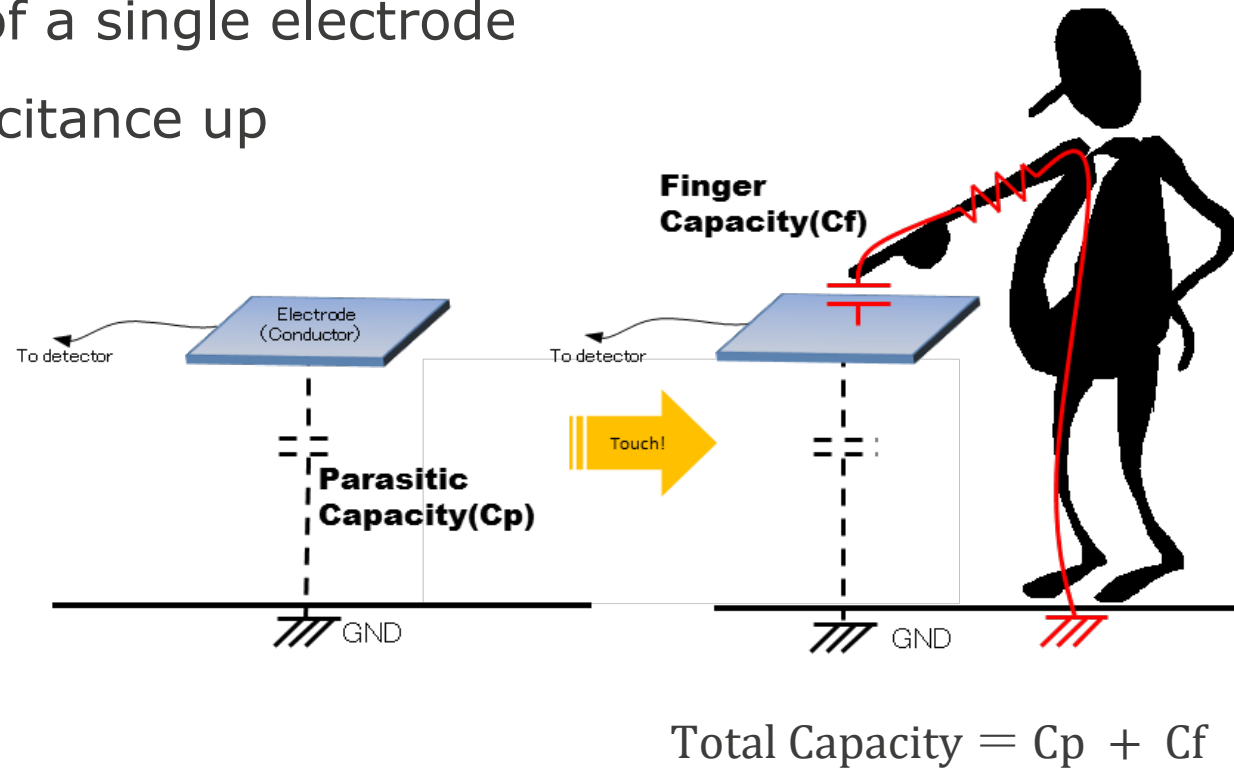 of a single electrode
citance up
Finger
Capacity(Cf)
Electrode
(Conductor)
To detector
To detector
Touch!
Parasitic
Capacity(Cp)
GND
GND
Total Capacity = Cp + Cf